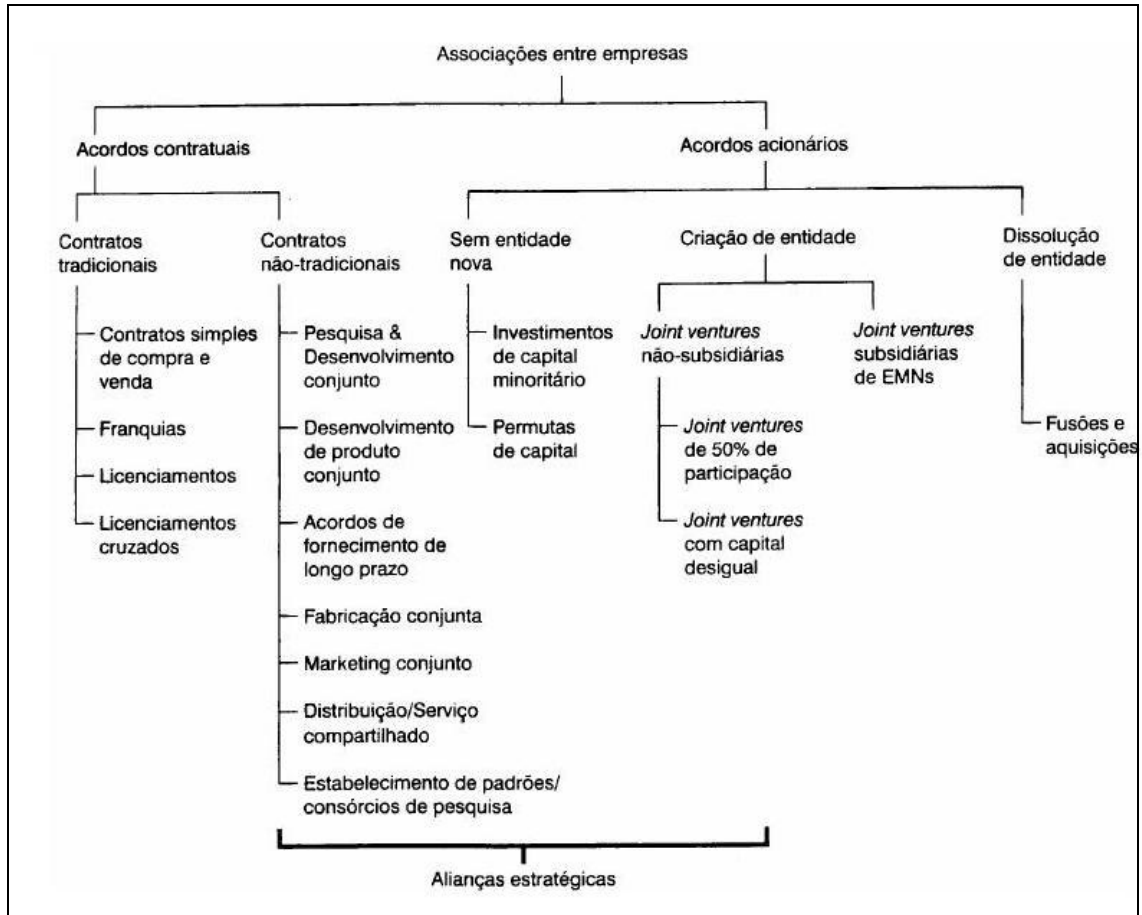 Associações entre empresas
Acordos contratuais
Acordos acionários
Contratos
tradicionais
Contratos
não-tradicionais
Sem entidade
nova
Criação de entidade
Dissolução
de entidade
Contratos simples
de compra e
venda
Franquias
Licenciamentos
Licenciamentos
cruzados
Pesquisa &
Desenvolvimento
conjunto
Desenvolvimento
de produto
conjunto
Acordos de
fornecimento de
longo prazo
Fabricação conjunta
Marketing conjunto
Distribuição/Serviço
compartilhado
Estabelecimento de padrões/
consórcios de pesquisa
Investimentos
de capital
minoritário
Permutas
de capital
Joint ventures
não-subsidiárias
Joint ventures
de 50% de
participação
Joint ventures
com capital
desigual
Joint ventures
subsidiárias
de EMNs
Fusões e
aquisições
Alianças estratégicas